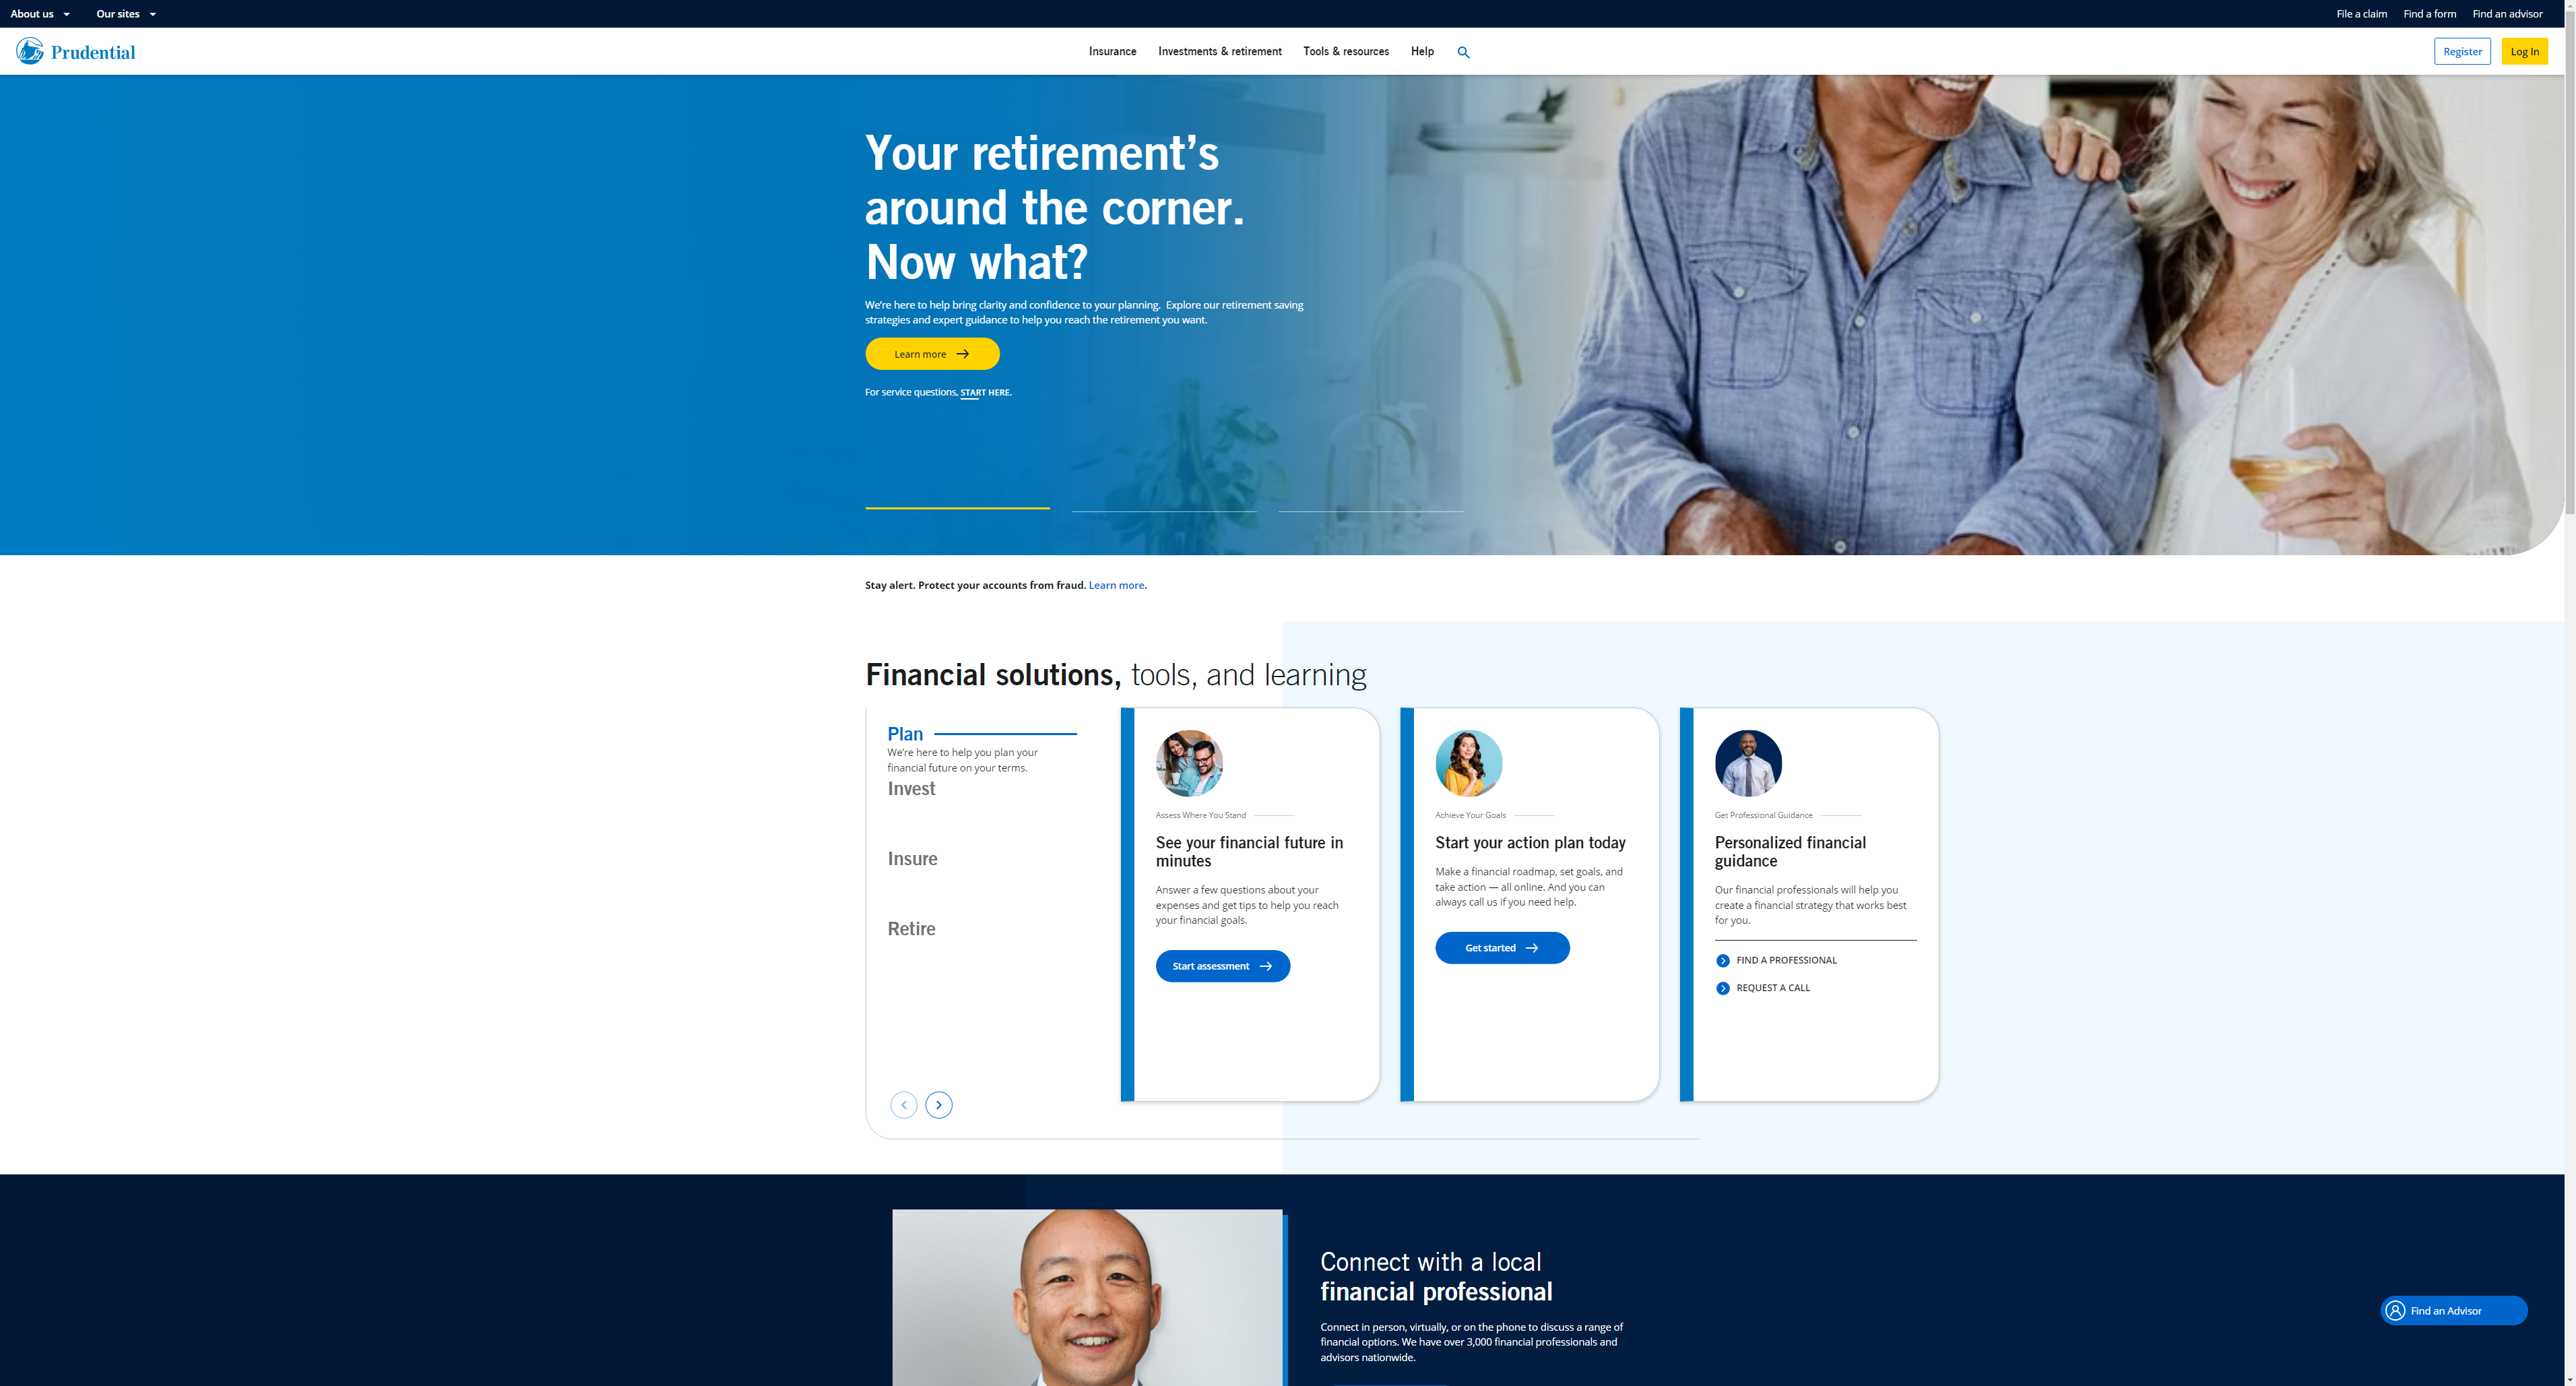 About us
Our sites
File a claim
Find a form
Find an advisor
Prudential
Insurance
Investments & retirement
Tools & resources
Help
Register
Log In
Your retirement’s
around the corner.
Now what?
We’re here to help bring clarity and confidence to your planning. Explore our retirement saving
strategies and expert guidance to help you reach the retirement you want.
Learn more
For service questions, START HERE.
Stay alert. Protect your accounts from fraud. Learn more.
Financial solutions, tools, and learning
Plan
We’re here to help you plan your
financial future on your terms.
Invest
Insure
Retire
Assess Where You Stand
See your financial future in
minutes
Answer a few questions about your
expenses and get tips to help you reach
your financial goals.
Start assessment
Achieve Your Goals
Start your action plan today
Make a financial roadmap, set goals, and
take action — all online. And you can
always call us if you need help.
Get started
Get Professional Guidance
Personalized financial
guidance
Our financial professionals will help you
create a financial strategy that works best
for you.
FIND A PROFESSIONAL
REQUEST A CALL
Connect with a local
financial professional
Connect in person, virtually, or on the phone to discuss a range of
financial options. We have over 3,000 financial professionals and
advisors nationwide.
Find an Advisor